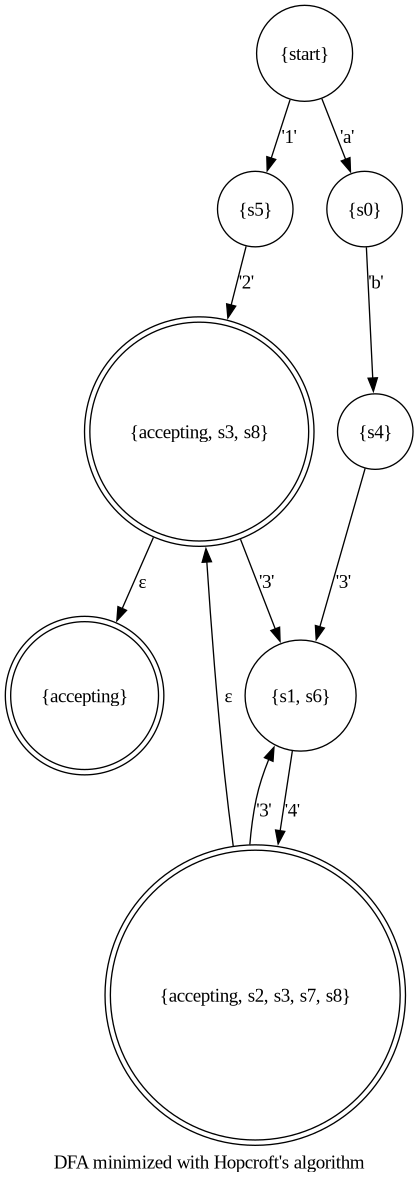 {start}
'1'
'a'
{s5}
{s0}
'2'
'b'
{accepting, s3, s8}
{s4}
ε
'3'
'3'
{accepting}
{s1, s6}
ε
'3'
'4'
{accepting, s2, s3, s7, s8}
DFA minimized with Hopcroft's algorithm